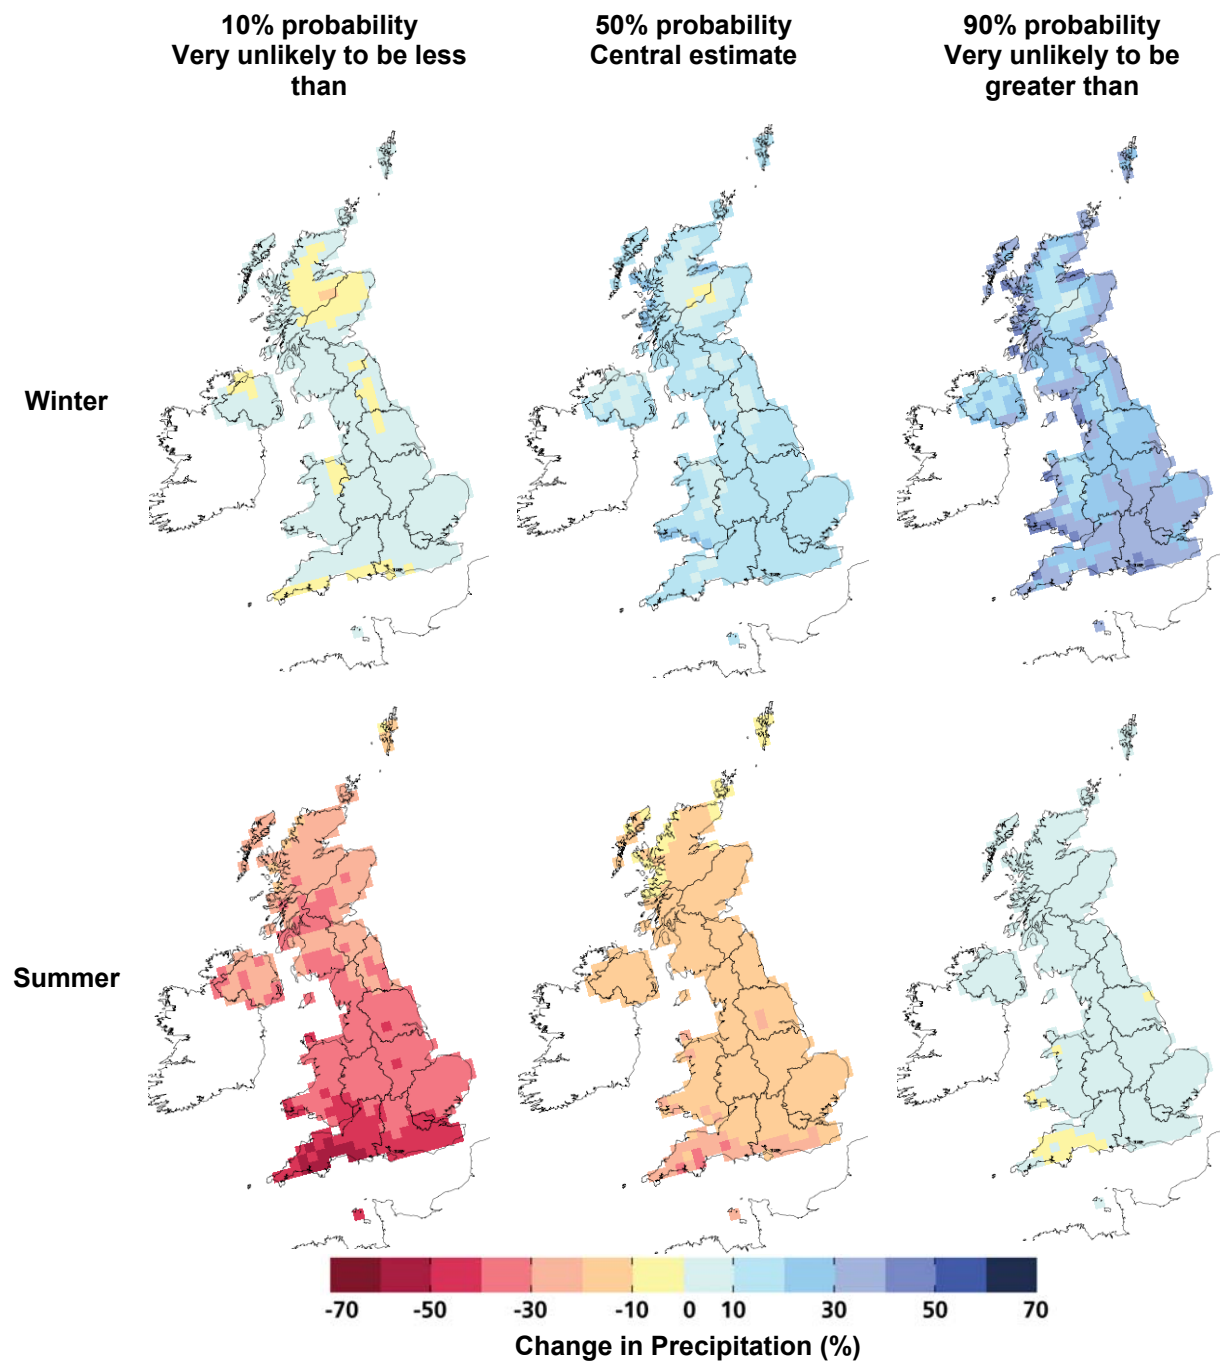 10% probability
Very unlikely to be less
than
50% probability
Central estimate
90% probability
Very unlikely to be
greater than
Winter
Summer
-70 -50 -30 -10 0 10 30 50 70
Change in Precipitation (%)